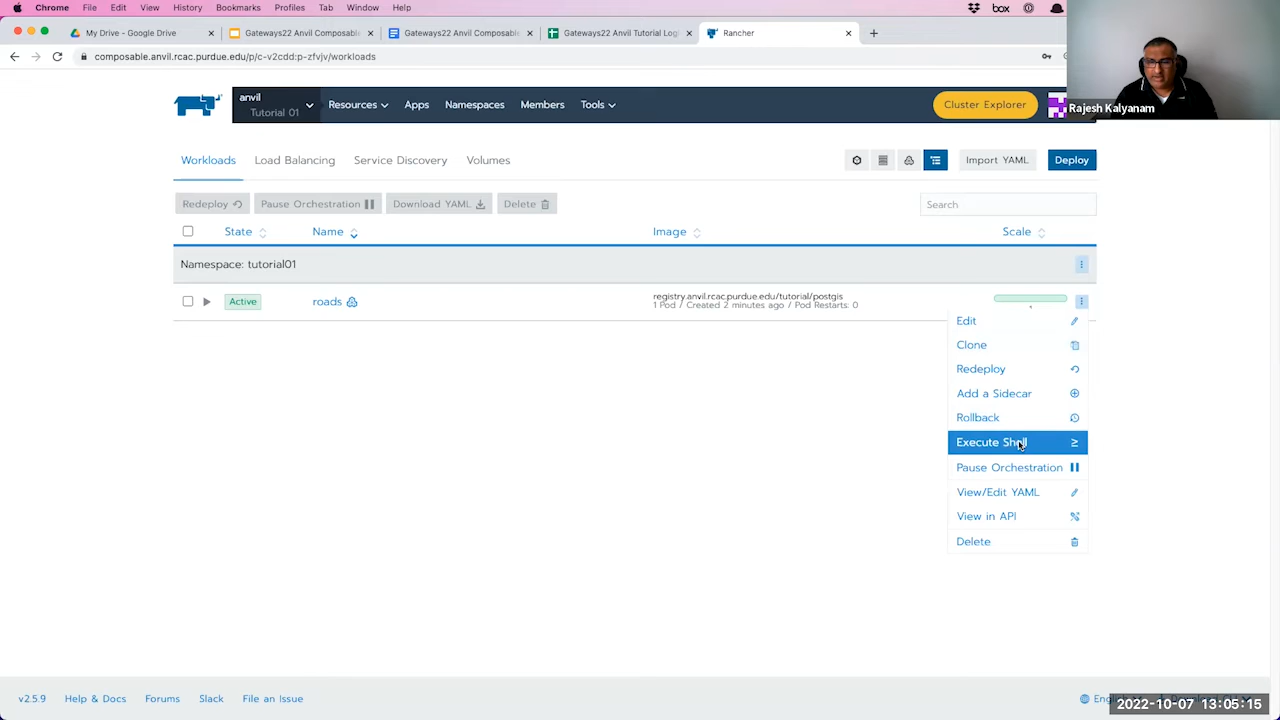 Chrome File Edit View History Bookmarks Profiles Tab Window Help
box
My Drive - Google Drive
Gateways22 Anvil Composable
Gateways22 Anvil Composable
Gateways22 Anvil Tutorial Logi
Rancher
composable.anvil.rcac.purdue.edu/p/c-v2cdd:p-zfvjv/workloads
Rajesh Kalyanam
anvil
Tutorial 01
Resources Apps Namespaces Members Tools
Cluster Explorer
Workloads Load Balancing Service Discovery Volumes
Import YAML
Deploy
Redeploy
Pause Orchestration
Download YAML
Delete
Search
State Name Image Scale
Namespace: tutorial01
Active
roads
registry.anvil.rcac.purdue.edu/tutorial/postgis
1 Pod / Created 2 minutes ago / Pod Restarts: 0
Edit
Clone
Redeploy
Add a Sidecar
Rollback
Execute Shell
Pause Orchestration
View/Edit YAML
View in API
Delete
v2.5.9 Help & Docs Forums Slack File an Issue
2022-10-07 13:05:15